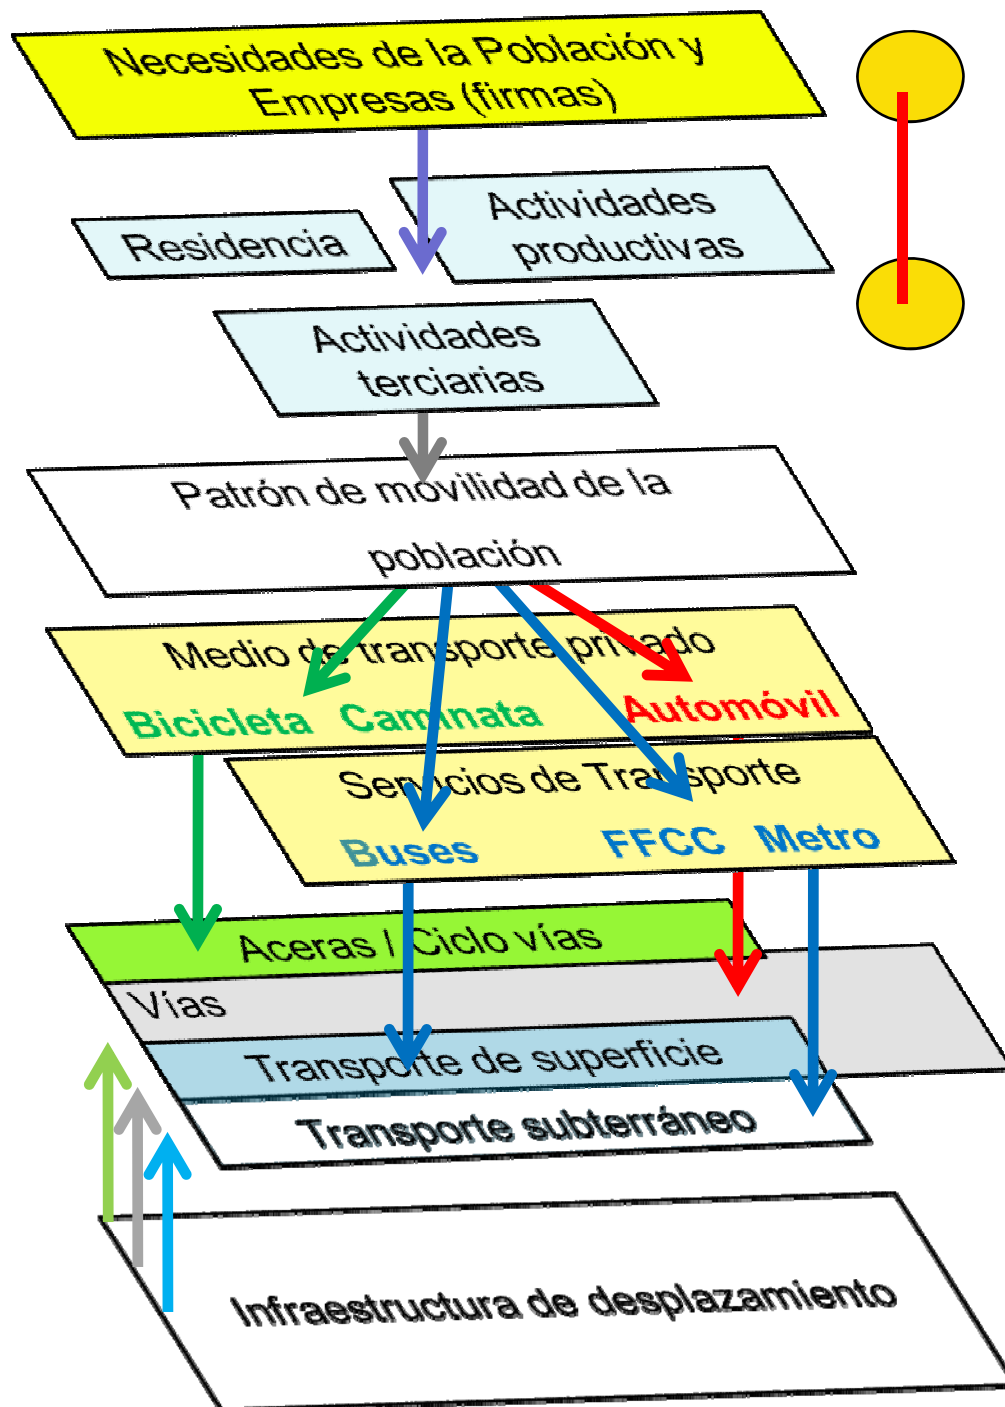 Necesidades de la Población y
Empresas (firmas)
Residencia
Actividades
productivas
Actividades
terciarias
Patrón de movilidad de la
población
Medio de transporte privado
Bicicleta Caminata Automóvil
Servicios de Transporte
Buses FFCC Metro
Aceras / Ciclo vías
Vías
Transporte de superficie
Transporte subterráneo
Infraestructura de desplazamiento